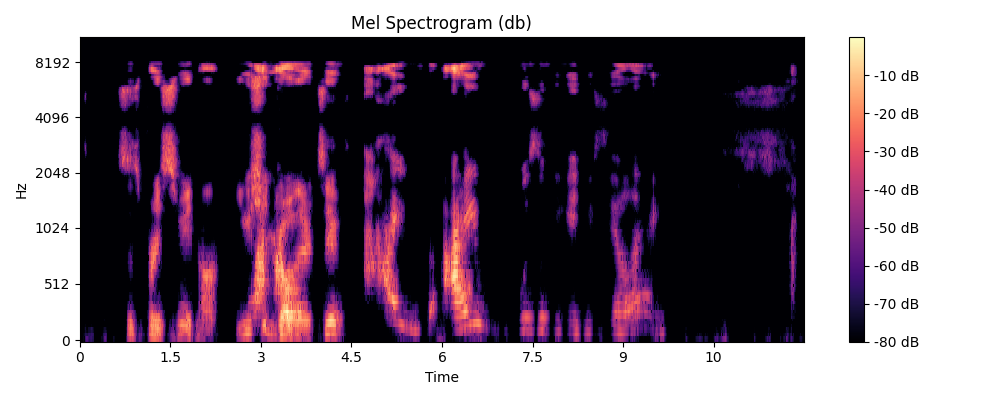 Mel Spectrogram (db)
8192
4096
2048
1024
512
0
Hz
0 1.5 3 4.5 6 7.5 9 10
Time
-10 dB
-20 dB
-30 dB
-40 dB
-50 dB
-60 dB
-70 dB
-80 dB